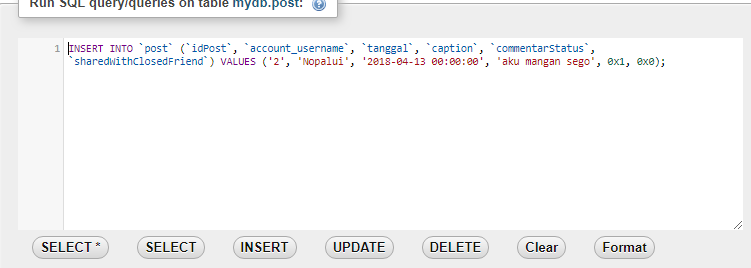 Run SQL query/queries on table mydb.post:
1 INSERT INTO `post` (`idPost`, `account_username`, `tanggal`, `caption`, `commentarStatus`,
`sharedWithClosedFriend`) VALUES ('2', 'Nopalui', '2018-04-13 00:00:00', 'aku mangan sego', 0x1, 0x0);
SELECT * SELECT INSERT UPDATE DELETE Clear Format